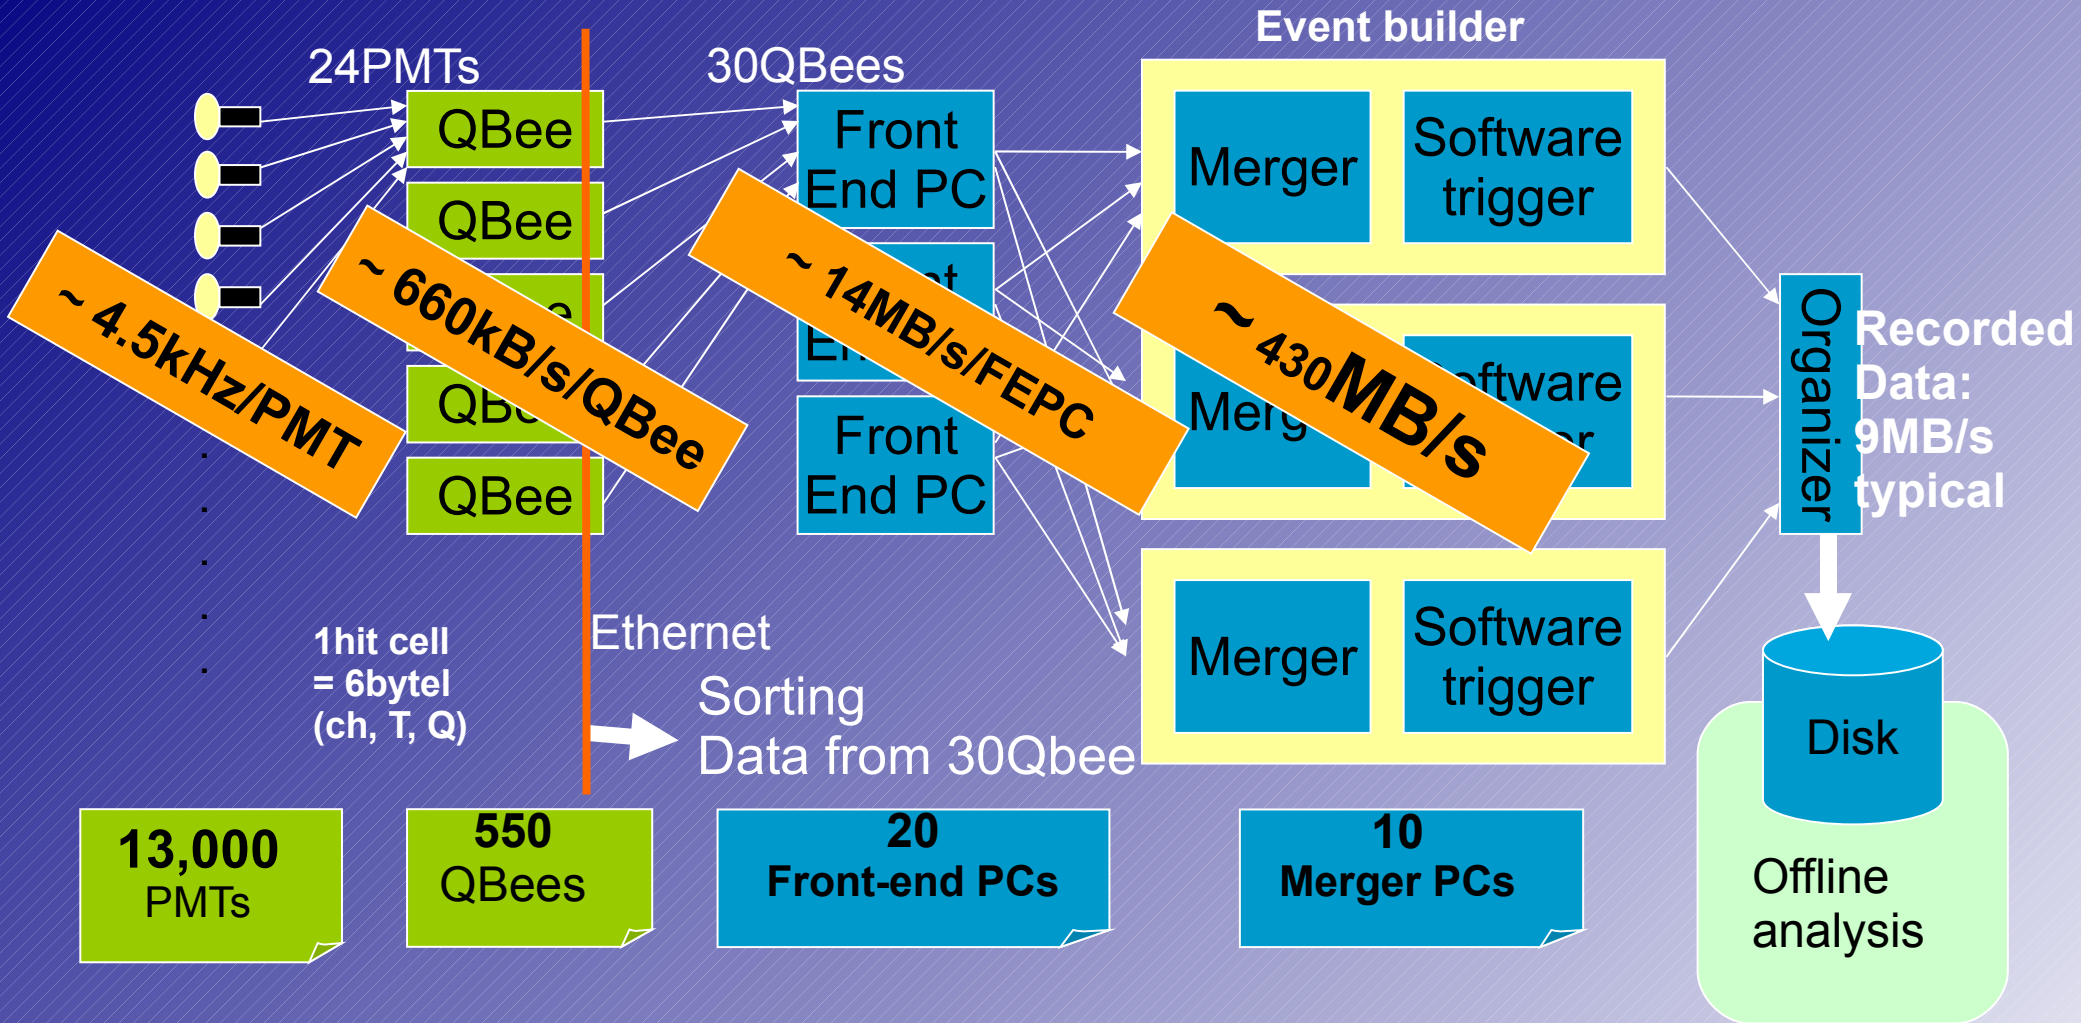 Event builder
24PMTs
30QBees
QBee
QBee
QBee
QBee
Front
End PC
Front
End PC
Merger
Software
trigger
Software
Merger
Software
trigger
~ 4.5kHz/PMT
~ 660kB/s/QBee
~ 14MB/s/FEPC
~ 430MB/s
Organizer
Recorded
Data:
9MB/s
typical
1hit cell
= 6bytel
(ch, T, Q)
Ethernet
Sorting
Data from 30Qbee
Disk
Offline
analysis
13,000
PMTs
550
QBees
20
Front-end PCs
10
Merger PCs